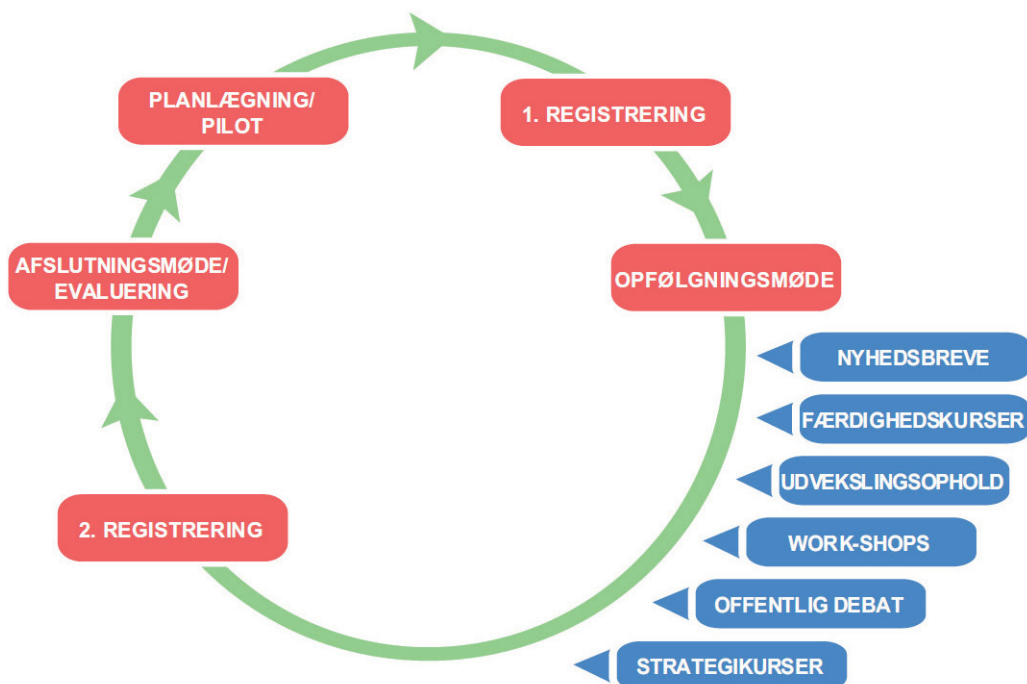 PLANLÆGNING/
PILOT
1. REGISTRERING
OPFØLGNINGSMØDE
NYHEDSBREVE
FÆRDIGHEDSKURSER
UDVEKSLINGSOPHOLD
WORK-SHOPS
OFFENTLIG DEBAT
STRATEGIKURSER
2. REGISTRERING
AFSLUTNINGSMØDE/
EVALUERING